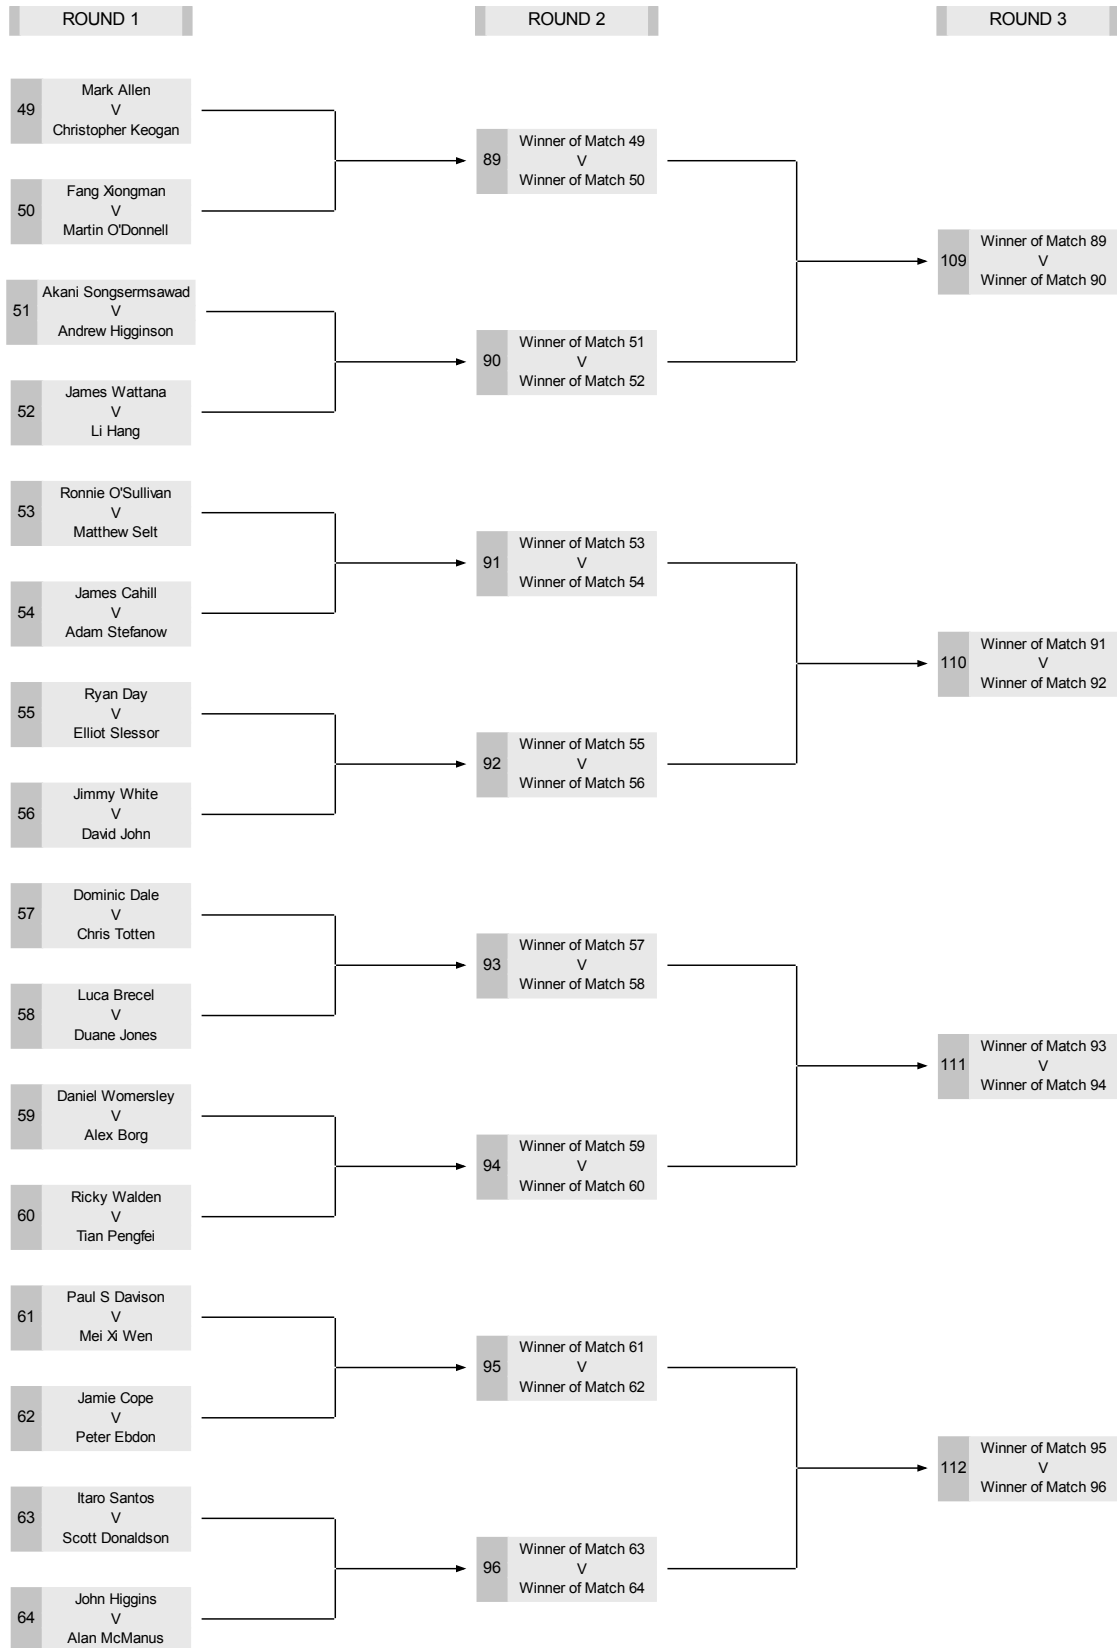 ROUND 1
ROUND 2
ROUND 3
49
Mark Allen
V
Christopher Keogan
50
Fang Xiongman
V
Martin O'Donnell
51
Akani Songsermsawad
V
Andrew Higginson
52
James Wattana
V
Li Hang
53
Ronnie O'Sullivan
V
Matthew Selt
54
James Cahill
V
Adam Stefanow
55
Ryan Day
V
Elliot Slessor
56
Jimmy White
V
David John
57
Dominic Dale
V
Chris Totten
58
Luca Brecel
V
Duane Jones
59
Daniel Womersley
V
Alex Borg
60
Ricky Walden
V
Tian Pengfei
61
Paul S Davison
V
Mei Xi Wen
62
Jamie Cope
V
Peter Ebdon
63
Itaro Santos
V
Scott Donaldson
64
John Higgins
V
Alan McManus
89
Winner of Match 49
V
Winner of Match 50
90
Winner of Match 51
V
Winner of Match 52
91
Winner of Match 53
V
Winner of Match 54
92
Winner of Match 55
V
Winner of Match 56
93
Winner of Match 57
V
Winner of Match 58
94
Winner of Match 59
V
Winner of Match 60
95
Winner of Match 61
V
Winner of Match 62
96
Winner of Match 63
V
Winner of Match 64
109
Winner of Match 89
V
Winner of Match 90
110
Winner of Match 91
V
Winner of Match 92
111
Winner of Match 93
V
Winner of Match 94
112
Winner of Match 95
V
Winner of Match 96